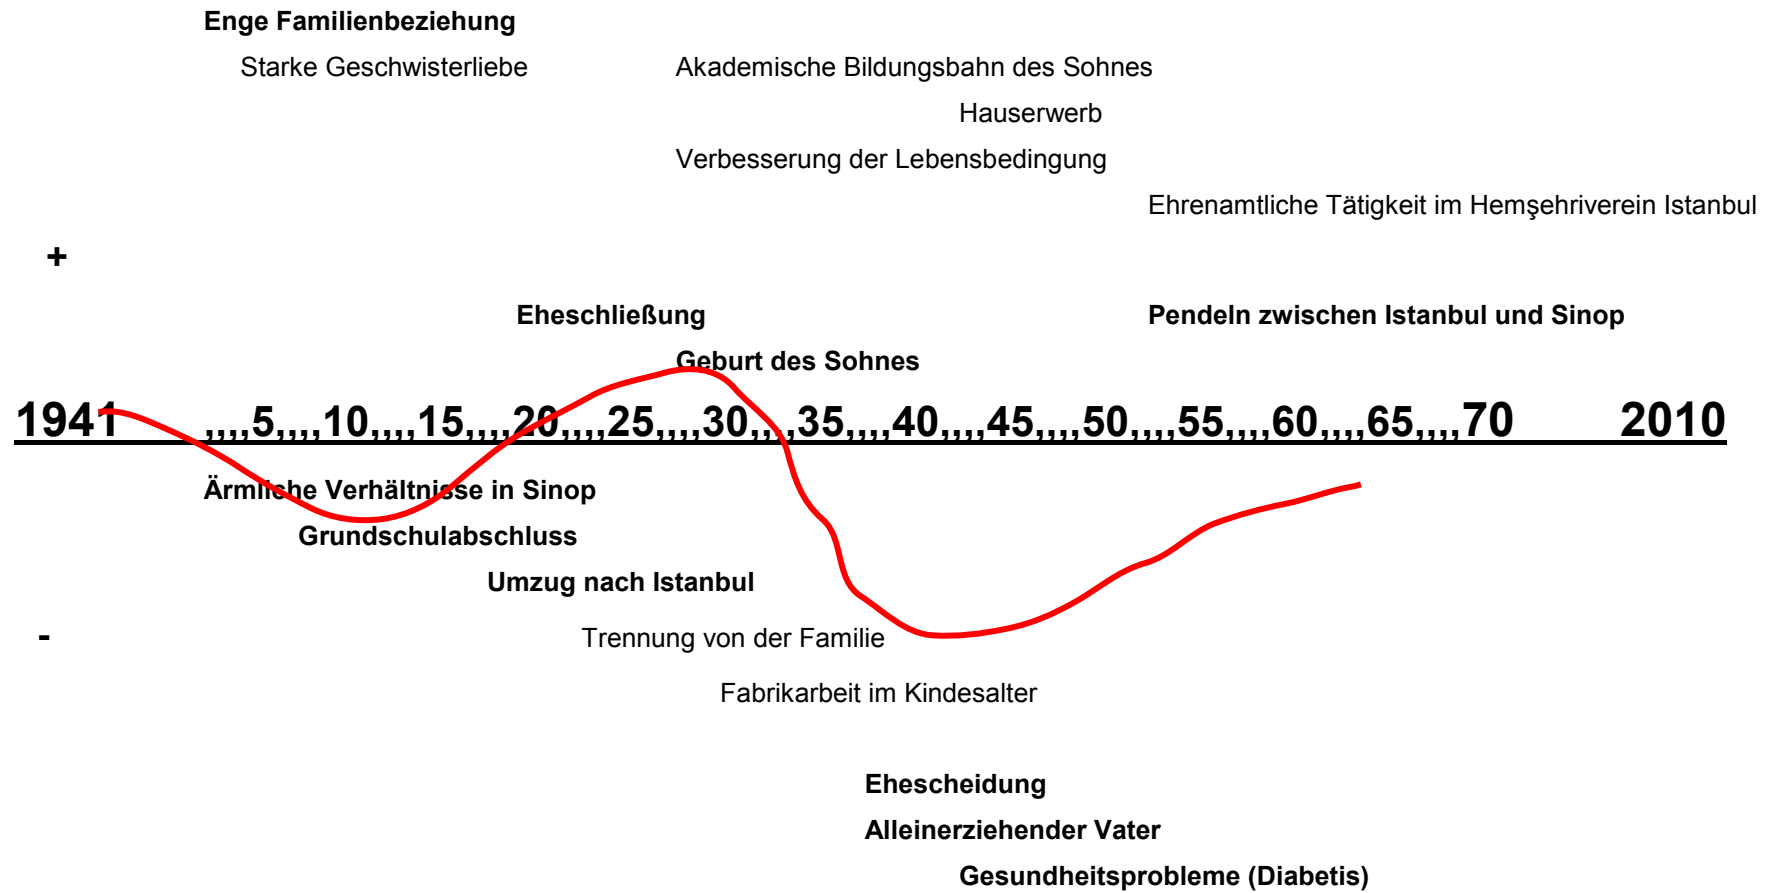 Enge Familienbeziehung
Starke Geschwisterliebe Akademische Bildungsbahn des Sohnes
Hauserwerb
Verbesserung der Lebensbedingung
Ehrenamtliche Tätigkeit im Hemşehriverein Istanbul
+
Eheschließung Pendeln zwischen Istanbul und Sinop
Geburt des Sohnes
1941 ,,,,5,,,,10,,,,15,,,,20,,,,25,,,,30,,,,35,,,,40,,,,45,,,,50,,,,55,,,,60,,,,65,,,,70 2010
Ärmliche Verhältnisse in Sinop
Grundschulabschluss
Umzug nach Istanbul
- Trennung von der Familie
Fabrikarbeit im Kindesalter
Ehescheidung
Alleinerziehender Vater
Gesundheitsprobleme (Diabetis)